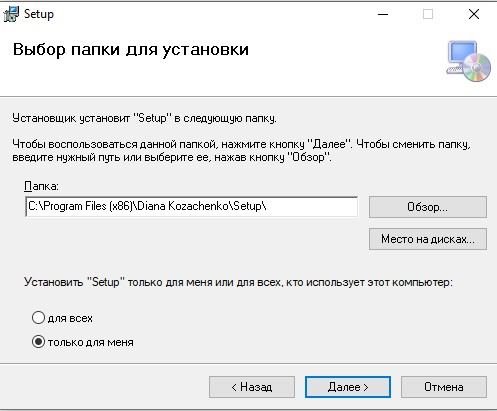 Setup
Выбор папки для установки
Установщик установит "Setup" в следующую папку.
Чтобы воспользоваться данной папкой, нажмите кнопку "Далее". Чтобы сменить папку,
введите нужный путь или выберите ее, нажав кнопку "Обзор".
Папка:
C:\Program Files (x86)\Diana Kozachenko\Setup\
Обзор...
Место на дисках...
Установить "Setup" только для меня или для всех, кто использует этот компьютер:
для всех
только для меня
< Назад
Далее >
Отмена